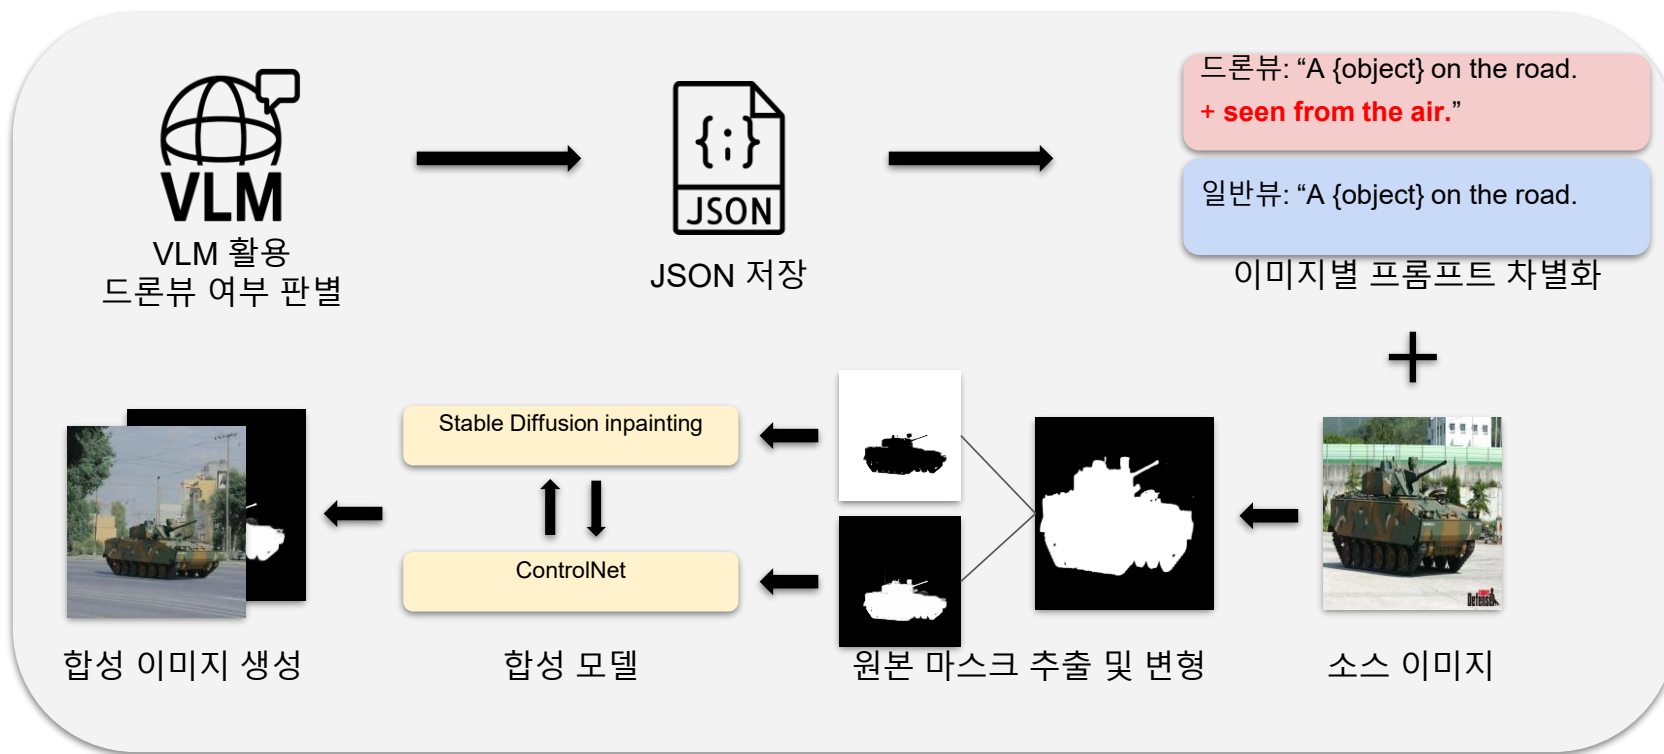 VLM
VLM 활용
드론뷰 여부 판별
{;}
JSON
JSON 저장
드론뷰: “A {object} on the road.
+ seen from the air.”
일반뷰: “A {object} on the road.
이미지별 프롬프트 차별화
+
Stable Diffusion inpainting
ControlNet
Defense
합성 이미지 생성
합성 모델
원본 마스크 추출 및 변형
소스 이미지